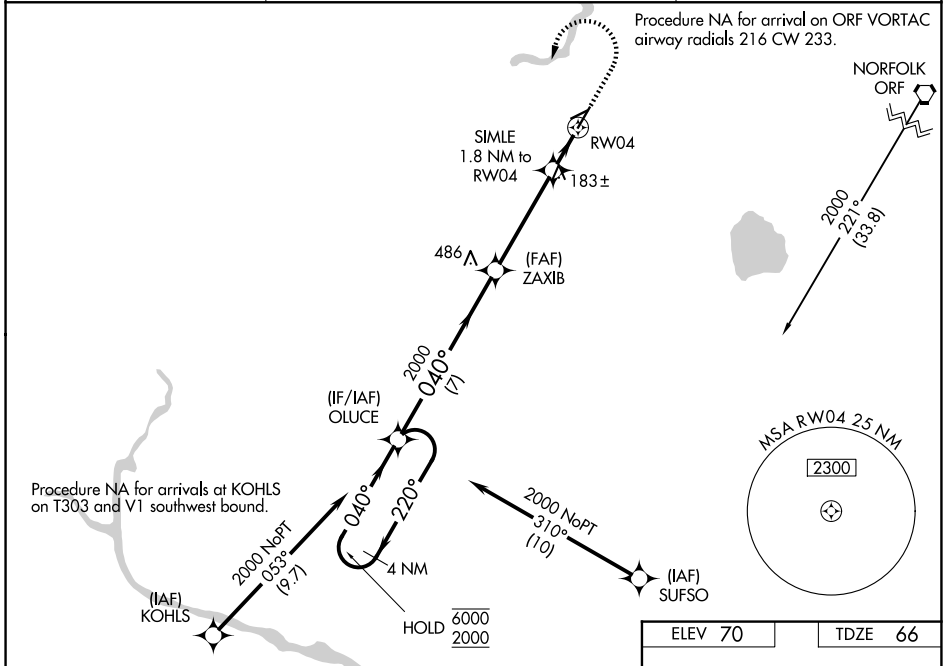 Procedure NA for arrival on ORF VORTAC
airway radials 216 CW 233.
NORFOLK
ORF
SIMLE
1.8 NM to
RW04
RW04
183±
2000
221°
(33.8)
486
(FAF)
ZAXIB
2000
040°
(7)
(IF/IAF)
OLUCE
MSA RW04 25 NM
2300
Procedure NA for arrivals at KOHLS
on T303 and V1 southwest bound.
040°
220°
2000 NoPT
053°
(9.7)
2000 NoPT
310°
(10)
4 NM
(IAF)
KOHLS
(IAF)
SUFSO
HOLD 6000
2000
ELEV 70
TDZE 66